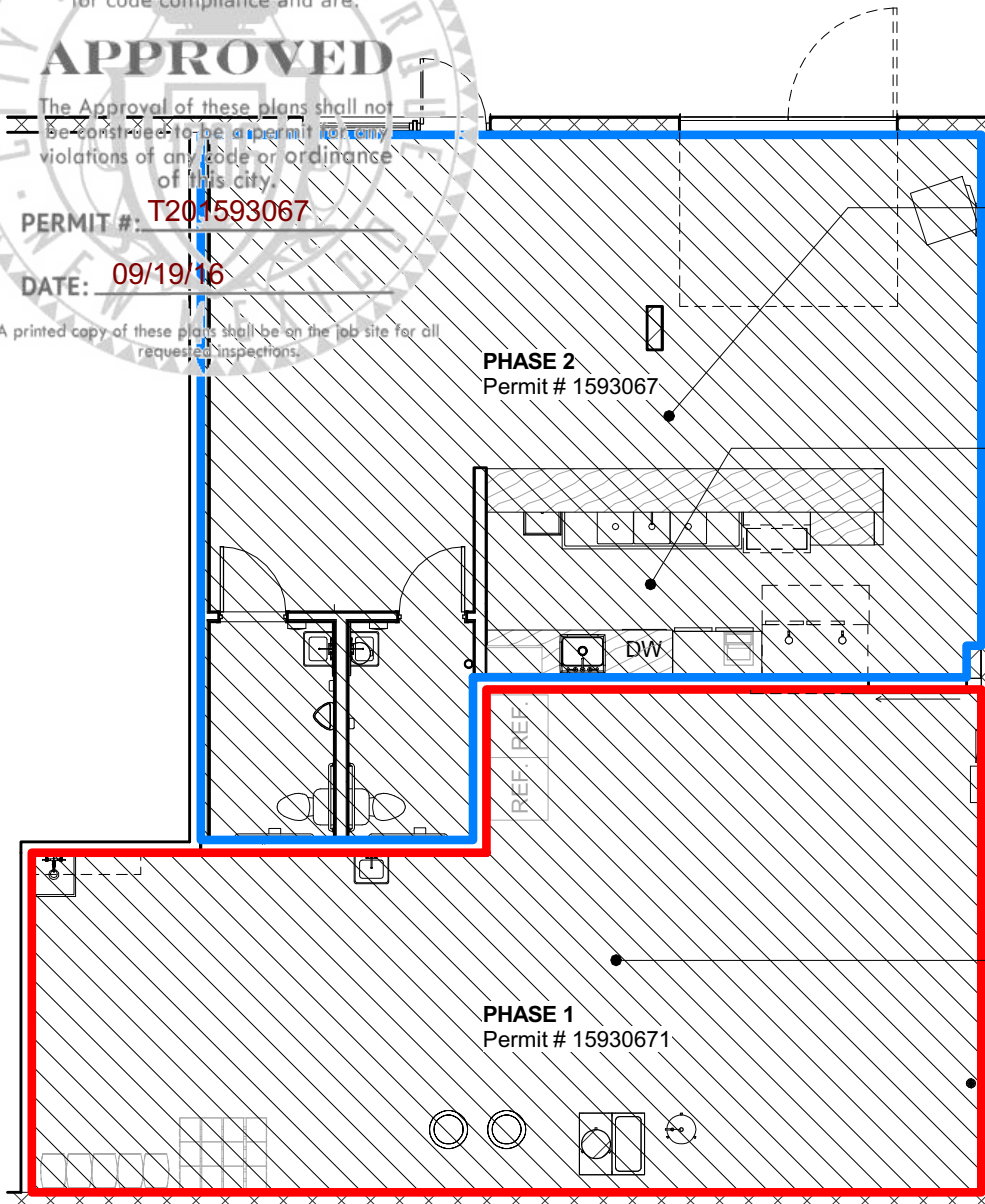 for code compliance and are:
APPROVED
The Approval of these plans shall not
be construed to be a permit for any
violations of any code or ordinance
of this city.
PERMIT #: T201593067
DATE: 09/19/16
A printed copy of these plans shall be on the job site for all
requested inspections.
PHASE 2
Permit # 1593067
DW
REF. REF.
PHASE 1
Permit # 15930671